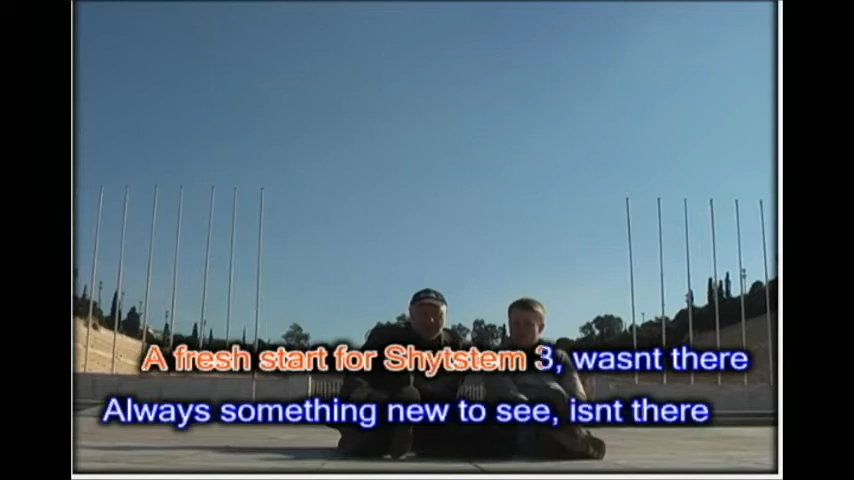 A fresh start for Shytstem 3, wasnt there
Always something new to see, isnt there